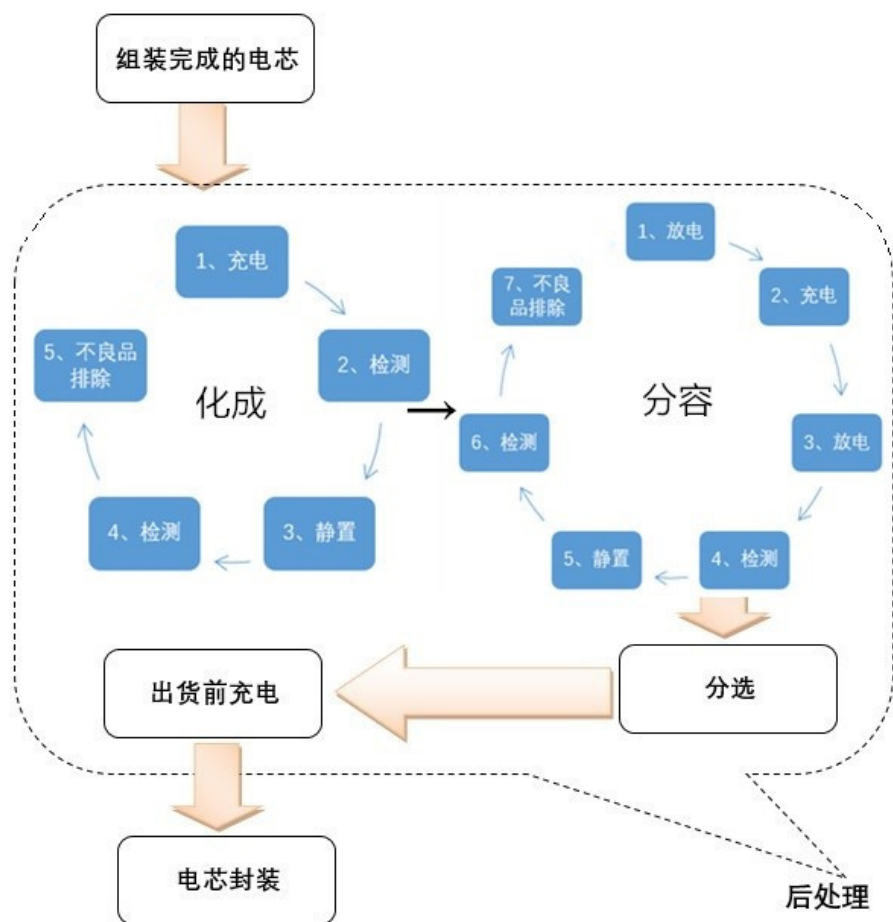 组装完成的电芯
1、充电
2、检测
3、静置
4、检测
5、不良品
排除
化成
1、放电
2、充电
3、放电
4、检测
5、静置
6、检测
7、不良
品排除
分容
分选
出货前充电
电芯封装
后处理